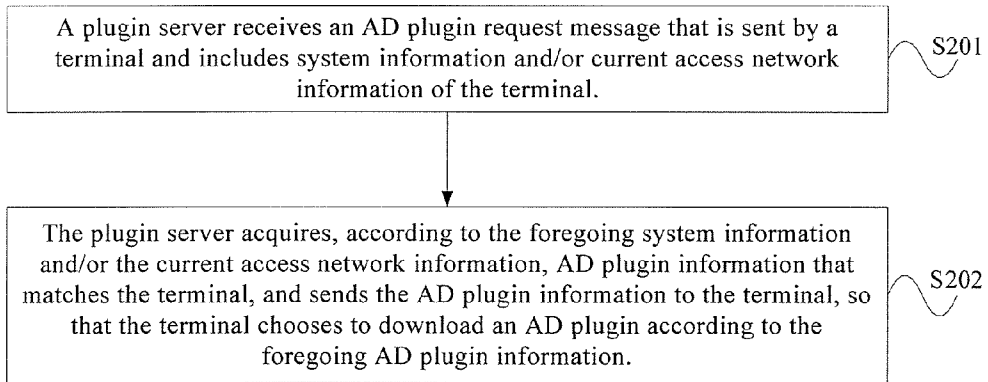 A plugin server receives an AD plugin request message that is sent by a
terminal and includes system information and/or current access network
information of the terminal.
S201
The plugin server acquires, according to the foregoing system information
and/or the current access network information, AD plugin information that
matches the terminal, and sends the AD plugin information to the terminal, so
that the terminal chooses to download an AD plugin according to the
foregoing AD plugin information.
S202